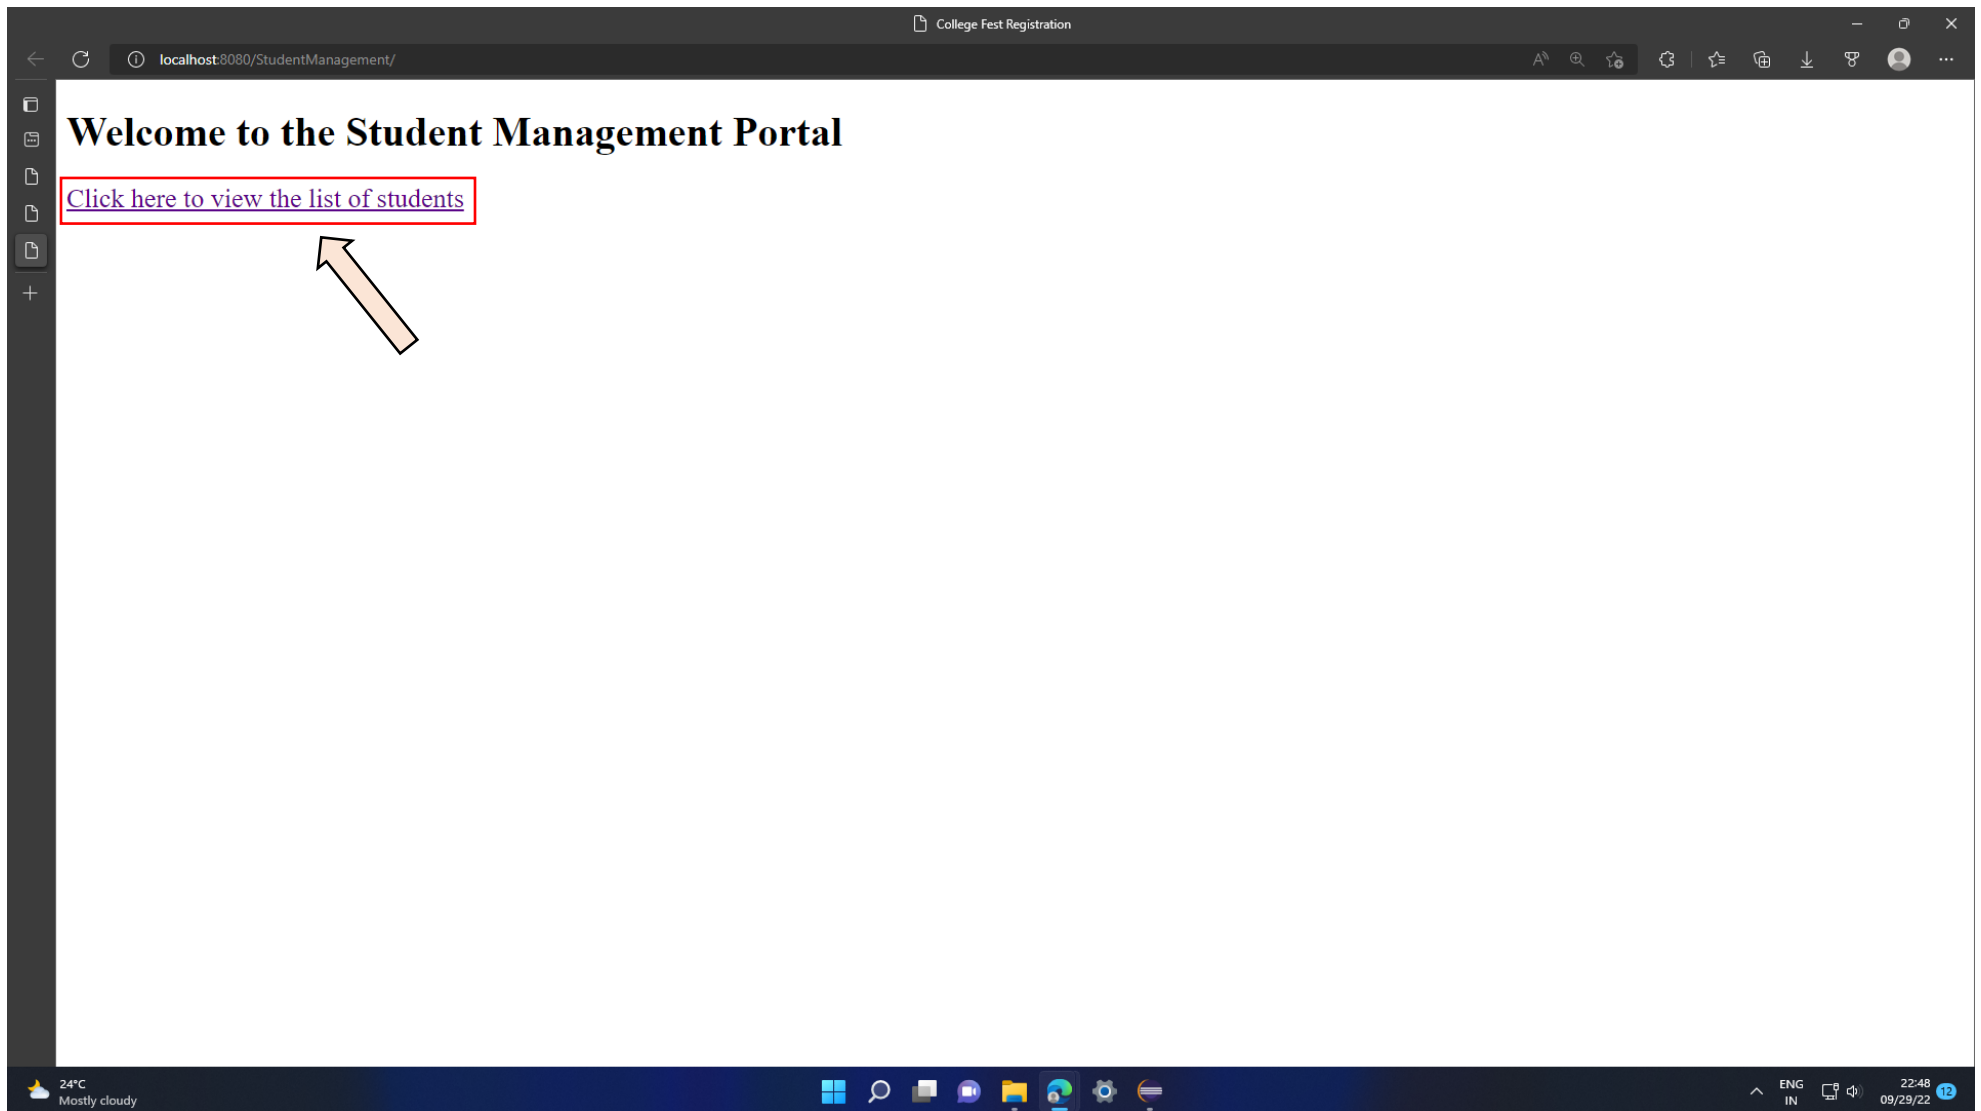 College Fest Registration
localhost:8080/StudentManagement/
Welcome to the Student Management Portal
Click here to view the list of students
24°C
Mostly cloudy
ENG
IN
22:48
09/29/22
12